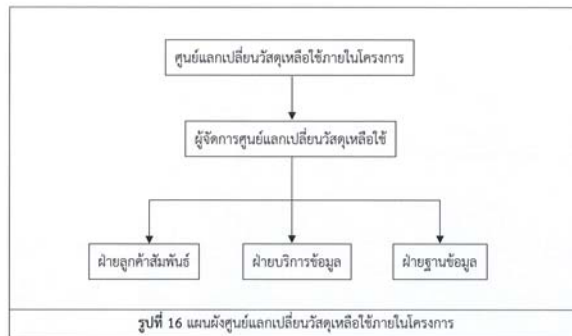 ศูนย์แลกเปลี่ยนวัสดุเหลือใช้ภายในโครงการ
ผู้จัดการศูนย์แลกเปลี่ยนวัสดุเหลือใช้
ฝ่ายลูกค้าสัมพันธ์ ฝ่ายบริการข้อมูล ฝ่ายฐานข้อมูล
รูปที่ 16 แผนผังศูนย์แลกเปลี่ยนวัสดุเหลือใช้ภายในโครงการ